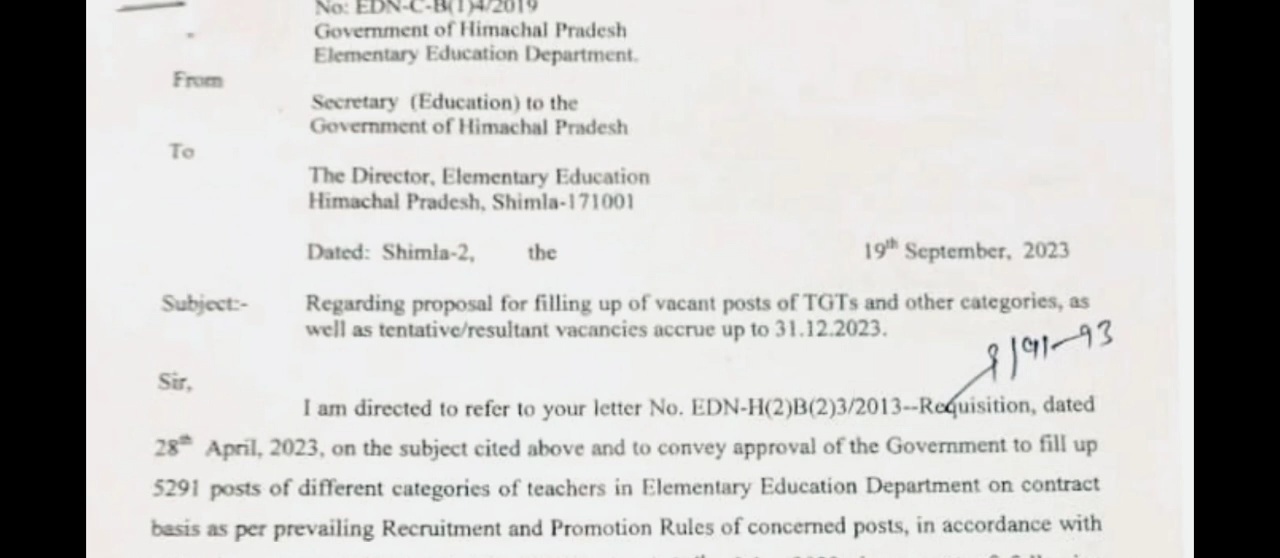 No: EDN-C-B(1)4/2019
Government of Himachal Pradesh
Elementary Education Department.
From
Secretary (Education) to the
Government of Himachal Pradesh
To
The Director, Elementary Education
Himachal Pradesh, Shimla-171001
Dated: Shimla-2, the 19th September, 2023
Subject:- Regarding proposal for filling up of vacant posts of TGTs and other categories, as
well as tentative/resultant vacancies accrue up to 31.12.2023.
Sir,
I am directed to refer to your letter No. EDN-H(2)B(2)3/2013--Requisition, dated
28th April, 2023, on the subject cited above and to convey approval of the Government to fill up
5291 posts of different categories of teachers in Elementary Education Department on contract
basis as per prevailing Recruitment and Promotion Rules of concerned posts, in accordance with